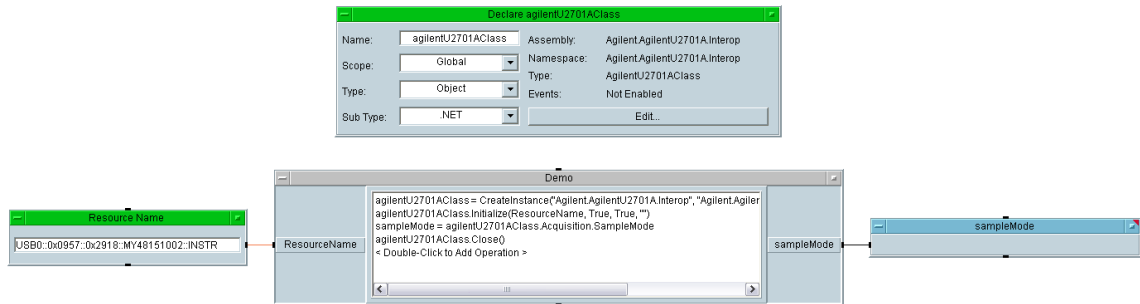 Declare agilentU2701AClass
Name: agilentU2701AClass Assembly: Agilent.AgilentU2701A.Interop
Scope: Global Namespace: Agilent.AgilentU2701A.Interop
Type: AgilentU2701AClass
Type: Object Events: Not Enabled
Sub Type: .NET Edit...
Demo
agilentU2701AClass = CreateInstance("Agilent.AgilentU2701A.Interop", "Agilent.Agiler
agilentU2701AClass.Initialize(ResourceName, True, True, "")
sampleMode = agilentU2701AClass.Acquisition.SampleMode
agilentU2701AClass.Close()
< Double-Click to Add Operation >
Resource Name
USB0::0x0957::0x2918::MY48151002::INSTR
ResourceName
sampleMode
sampleMode